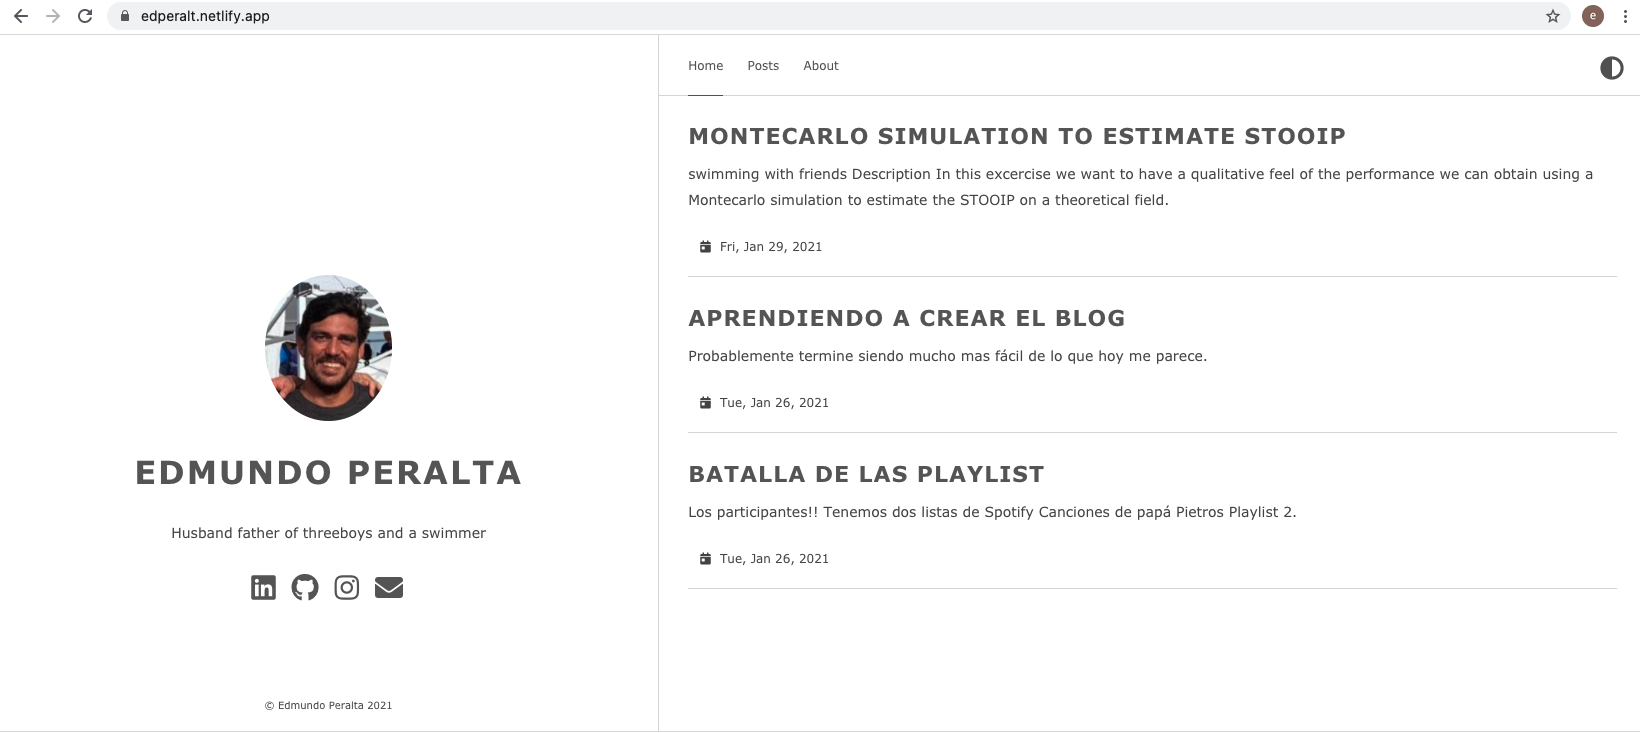 edperalt.netlify.app
e
Home Posts About
MONTECARLO SIMULATION TO ESTIMATE STOOIP
swimming with friends Description In this excercise we want to have a qualitative feel of the performance we can obtain using a
Montecarlo simulation to estimate the STOOIP on a theoretical field.
Fri, Jan 29, 2021
APRENDIENDO A CREAR EL BLOG
Probablemente termine siendo mucho mas fácil de lo que hoy me parece.
Tue, Jan 26, 2021
BATALLA DE LAS PLAYLIST
Los participantes!! Tenemos dos listas de Spotify Canciones de papá Pietros Playlist 2.
Tue, Jan 26, 2021
EDMUNDO PERALTA
Husband father of threeboys and a swimmer
in
© Edmundo Peralta 2021